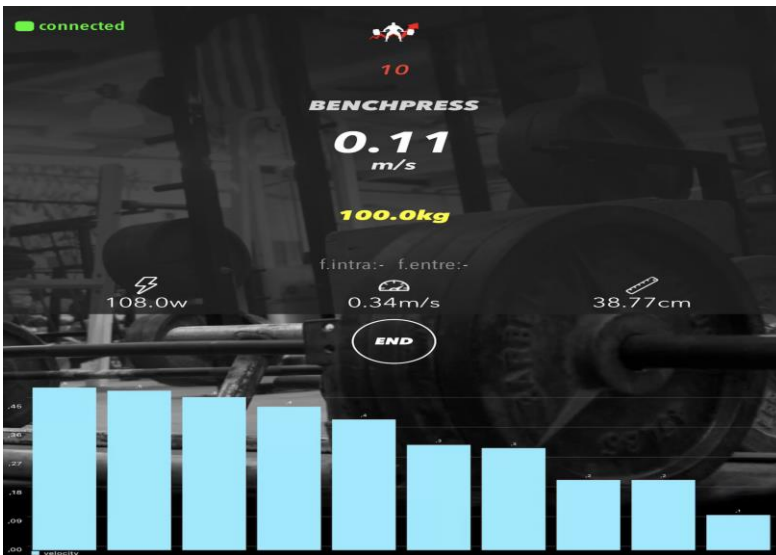 connected
10
BENCHPRESS
0.11
m/s
100.0kg
f.intra:- f.entre:-
108.0w 0.34m/s 38.77cm
END
,45
,36
,27
,18
,09
,00
velocity